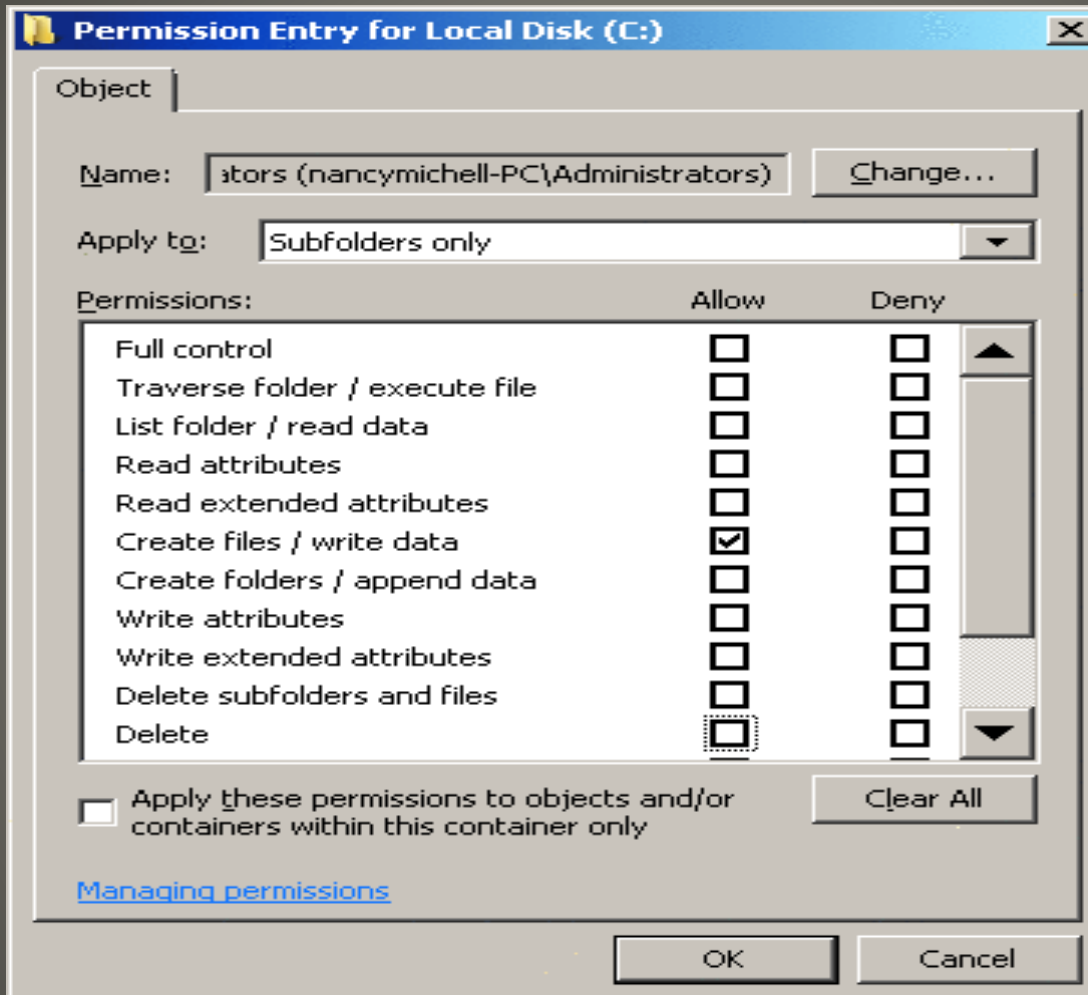 Permission Entry for Local Disk (C:)
Object
Name: ators (nancymichell-PC\Administrators) Change...
Apply to: Subfolders only
Permissions: Allow Deny
Full control
Traverse folder / execute file
List folder / read data
Read attributes
Read extended attributes
Create files / write data
Create folders / append data
Write attributes
Write extended attributes
Delete subfolders and files
Delete
Apply these permissions to objects and/or
containers within this container only
Clear All
Managing permissions
OK Cancel